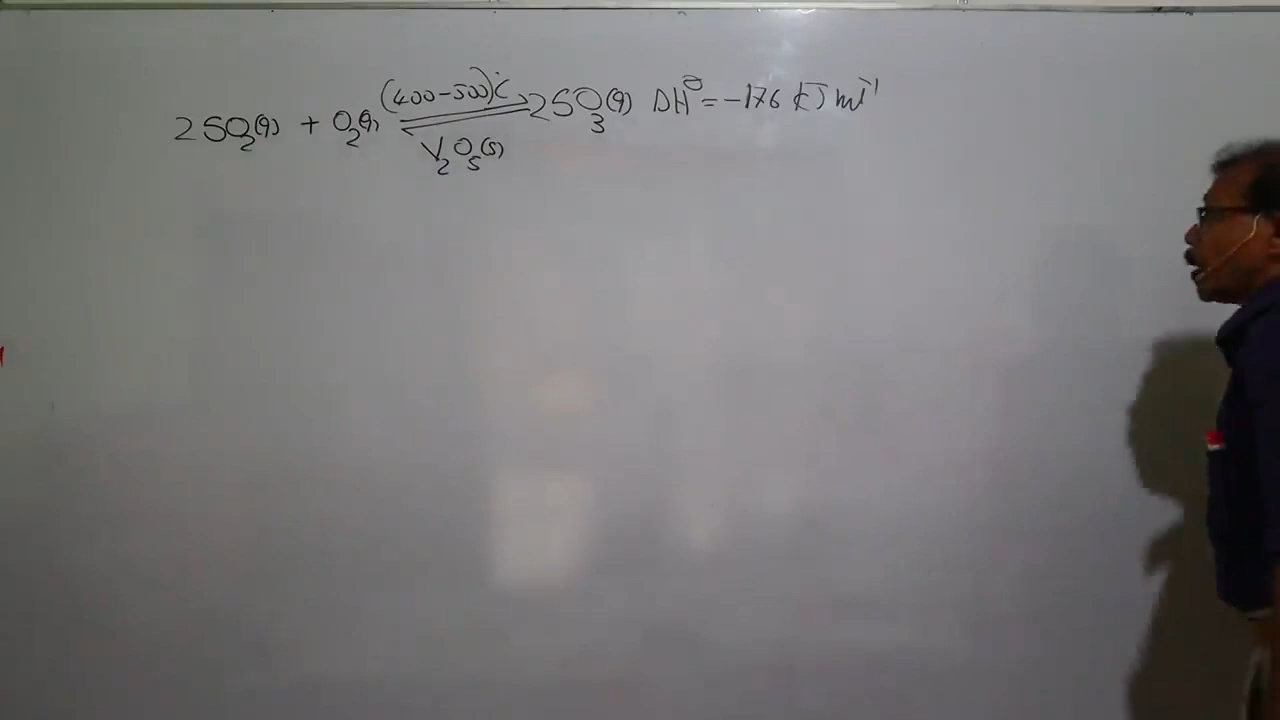 2SO₂(g) + O₂(g) ⇌ 2SO₃(g) ΔH° = -176 kJ mol⁻¹
(400-500)°C
V₂O₅(s)